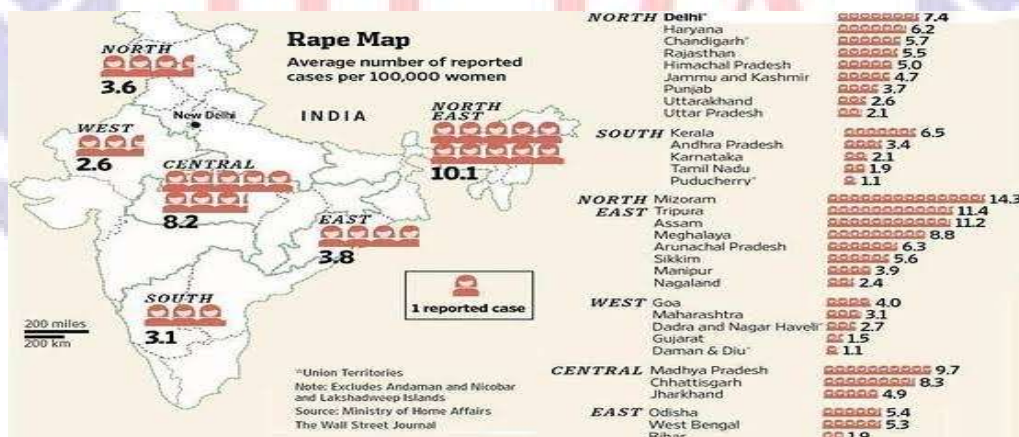 Rape Map
Average number of reported
cases per 100,000 women
INDIA
NORTH
3.6
New Delhi
WEST
2.6
CENTRAL
8.2
NORTH
EAST
10.1
EAST
3.8
SOUTH
3.1
1 reported case
200 miles
200 km
*Union Territories
Note: Excludes Andaman and Nicobar
and Lakshadweep Islands
Source: Ministry of Home Affairs
The Wall Street Journal
NORTH Delhi* 7.4
Haryana 6.2
Chandigarh* 5.7
Rajasthan 5.5
Himachal Pradesh 5.0
Jammu and Kashmir 4.7
Punjab 3.7
Uttarakhand 2.6
Uttar Pradesh 2.1
SOUTH Kerala 6.5
Andhra Pradesh 3.4
Karnataka 2.1
Tamil Nadu 1.9
Puducherry* 1.1
NORTH Mizoram 14.3
EAST Tripura 11.4
Assam 11.2
Meghalaya 8.8
Arunachal Pradesh 6.3
Sikkim 5.6
Manipur 3.9
Nagaland 2.4
WEST Goa 4.0
Maharashtra 3.1
Dadra and Nagar Haveli* 2.7
Gujarat 1.5
Daman & Diu* 1.1
CENTRAL Madhya Pradesh 9.7
Chhattisgarh 8.3
Jharkhand 4.9
EAST Odisha 5.4
West Bengal 5.3
Bihar 1.9